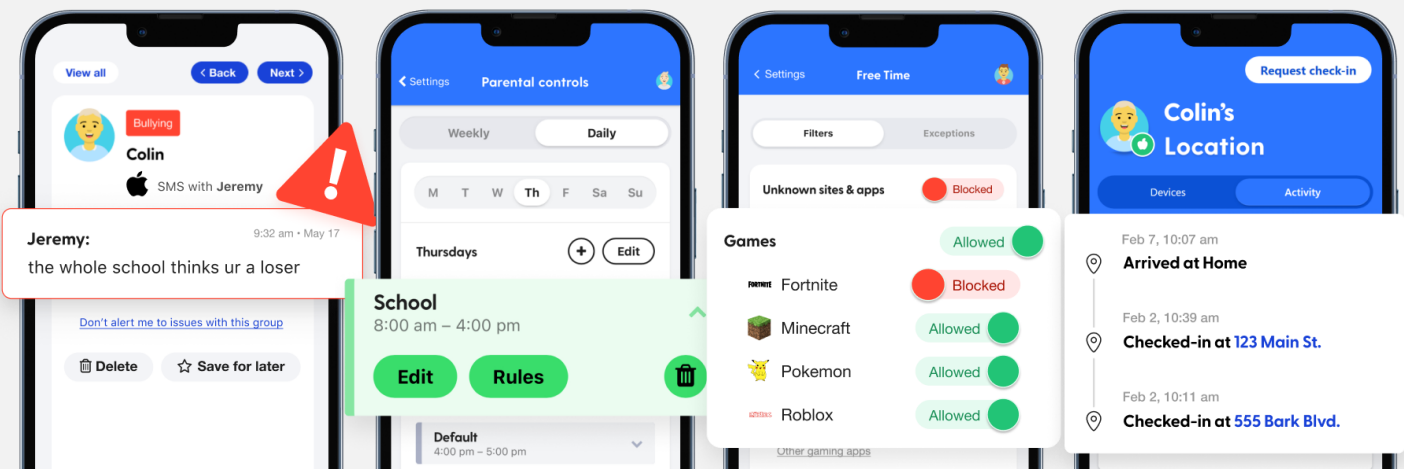 View all
< Back
Next >
Bullying
Colin
SMS with Jeremy
Jeremy:
9:32 am • May 17
the whole school thinks ur a loser
Don't alert me to issues with this group
Delete
Save for later
Settings
Parental controls
Weekly
Daily
M T W Th F Sa Su
Thursdays
+
Edit
School
8:00 am – 4:00 pm
Edit
Rules
Default
4:00 pm – 5:00 pm
Settings
Free Time
Filters
Exceptions
Unknown sites & apps
Blocked
Games
Allowed
FORTNITE
Fortnite
Blocked
Minecraft
Allowed
Pokemon
Allowed
Roblox
Allowed
Other gaming apps
Request check-in
Colin's
Location
Devices
Activity
Feb 7, 10:07 am
Arrived at Home
Feb 2, 10:39 am
Checked-in at 123 Main St.
Feb 2, 10:11 am
Checked-in at 555 Bark Blvd.